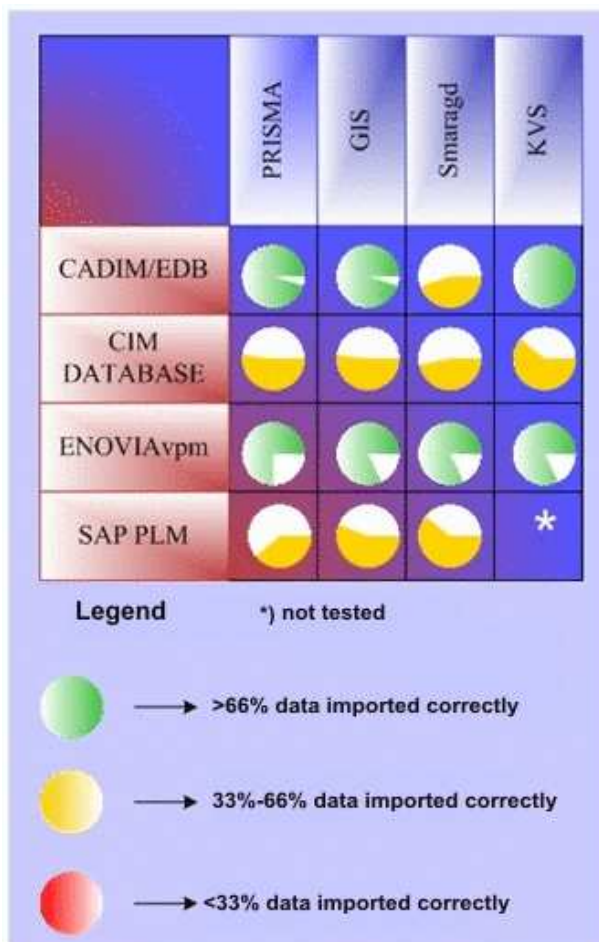 PRISMA
GIS
Smaragd
KVS
CADIM/EDB
CIM
DATABASE
ENOVIAvpm
SAP PLM
*
Legend
*) not tested
>66% data imported correctly
33%-66% data imported correctly
<33% data imported correctly